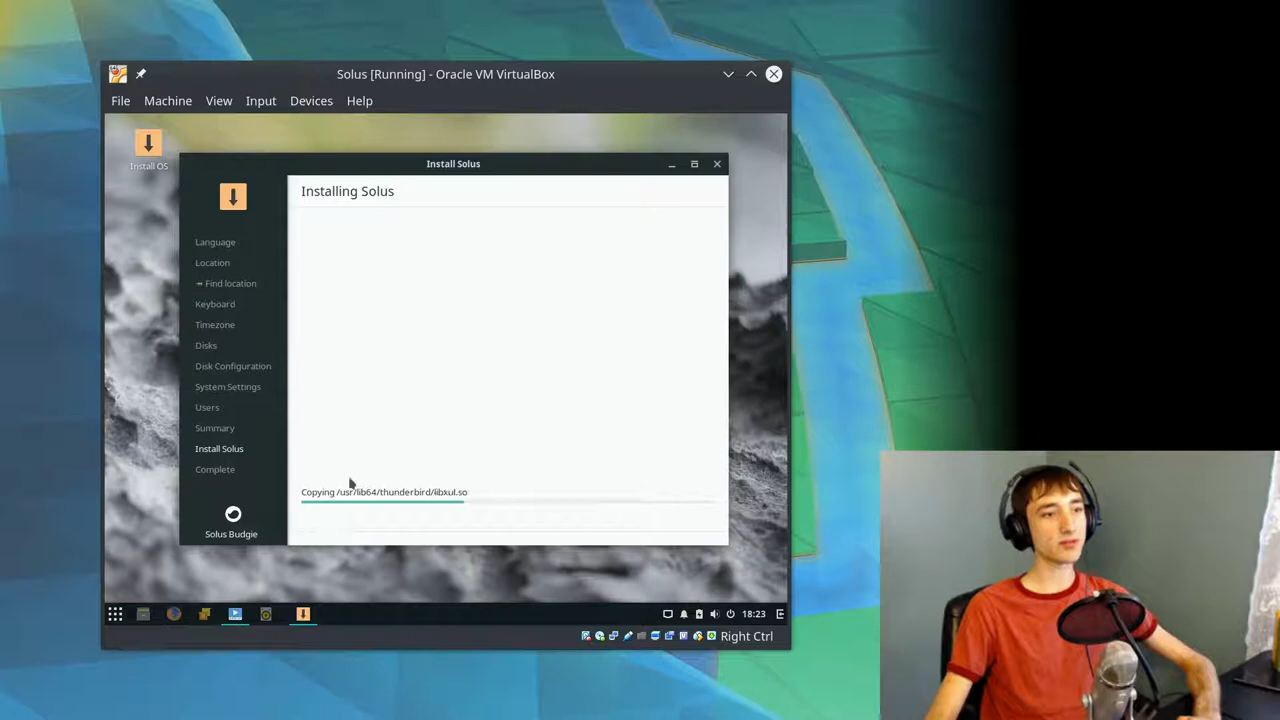 Solus [Running] - Oracle VM VirtualBox
File Machine View Input Devices Help
Install OS
Install Solus
Installing Solus
Language
Location
Find location
Keyboard
Timezone
Disks
Disk Configuration
System Settings
Users
Summary
Install Solus
Complete
Copying /usr/lib64/thunderbird/libxul.so
Solus Budgie
18:23
Right Ctrl